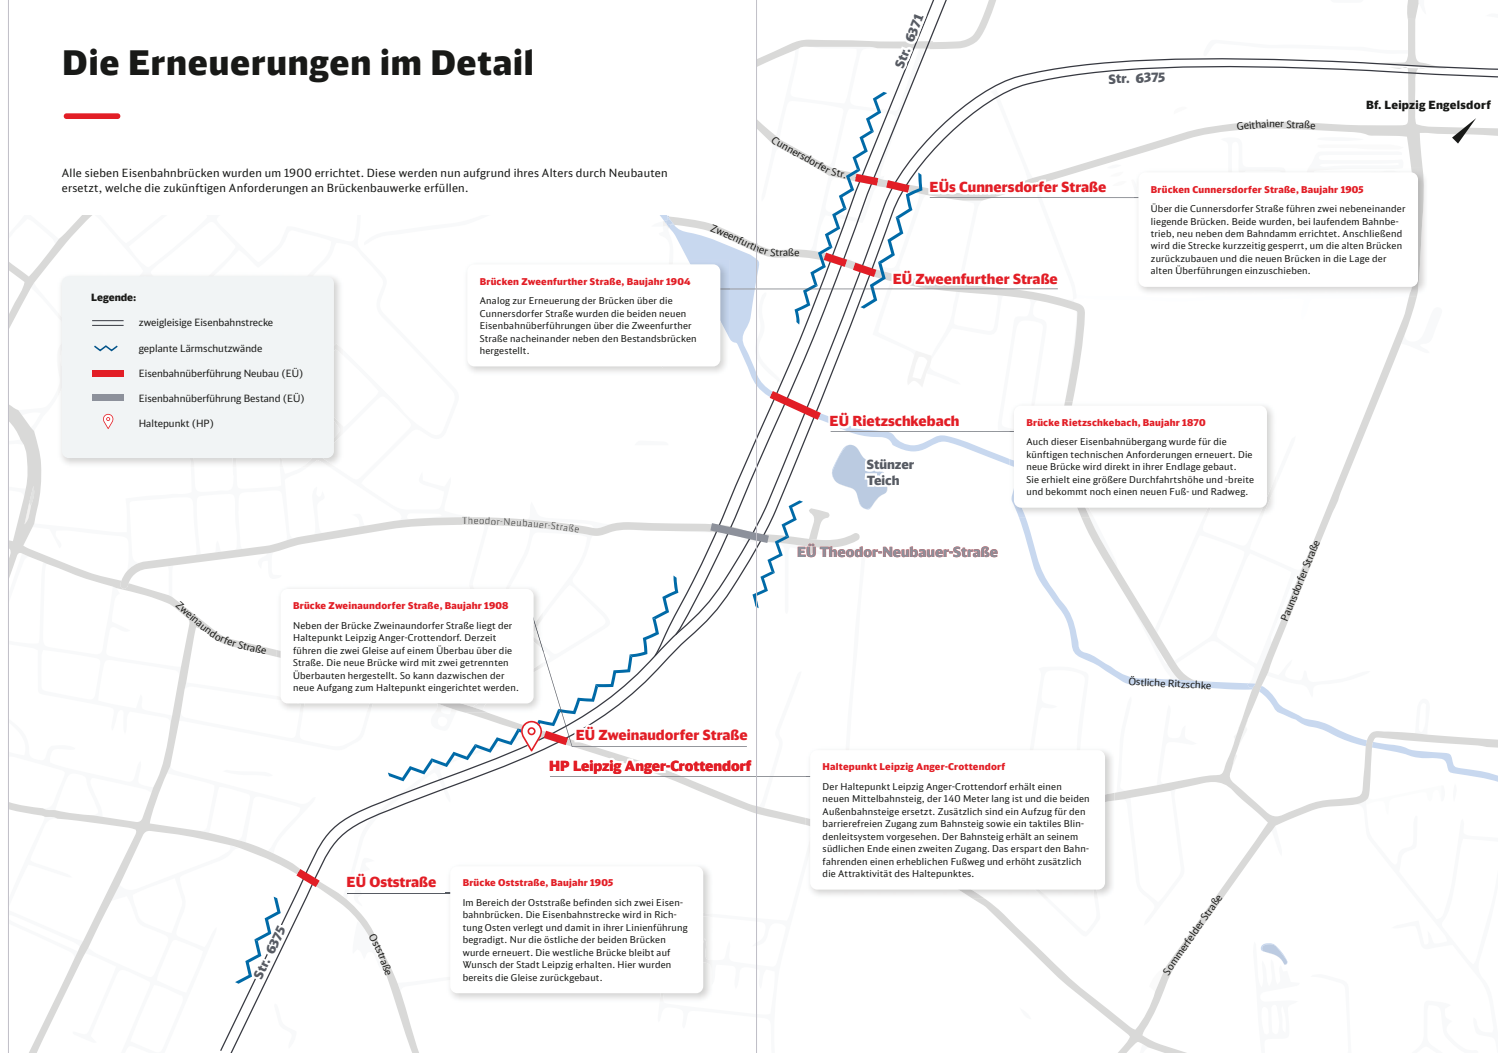 Die Erneuerungen im Detail
Alle sieben Eisenbahnbrücken wurden um 1900 errichtet. Diese werden nun aufgrund ihres Alters durch Neubauten
ersetzt, welche die zukünftigen Anforderungen an Brückenbauwerke erfüllen.
Legende:
zweigleisige Eisenbahnstrecke
geplante Lärmschutzwände
Eisenbahnüberführung Neubau (EÜ)
Eisenbahnüberführung Bestand (EÜ)
Haltepunkt (HP)
Str. 6371
Str. 6375
Bf. Leipzig Engelsdorf
Geithainer Straße
Cunnersdorfer Str.
EÜs Cunnersdorfer Straße
Brücken Cunnersdorfer Straße, Baujahr 1905
Über die Cunnersdorfer Straße führen zwei nebeneinander
liegende Brücken. Beide wurden, bei laufendem Bahnbe-
trieb, neu neben dem Bahndamm errichtet. Anschließend
wird die Strecke kurzzeitig gesperrt, um die alten Brücken
zurückzubauen und die neuen Brücken in die Lage der
alten Überführungen einzuschieben.
Zweenfurther Straße
EÜ Zweenfurther Straße
Brücken Zweenfurther Straße, Baujahr 1904
Analog zur Erneuerung der Brücken über die
Cunnersdorfer Straße wurden die beiden neuen
Eisenbahnüberführungen über die Zweenfurther
Straße nacheinander neben den Bestandsbrücken
hergestellt.
EÜ Rietzschkebach
Brücke Rietzschkebach, Baujahr 1870
Auch dieser Eisenbahnübergang wurde für die
künftigen technischen Anforderungen erneuert. Die
neue Brücke wird direkt in ihrer Endlage gebaut.
Sie erhielt eine größere Durchfahrtshöhe und -breite
und bekommt noch einen neuen Fuß- und Radweg.
Stünzer
Teich
Theodor-Neubauer-Straße
EÜ Theodor-Neubauer-Straße
Paunsdorfer Straße
Zweinaundorfer Straße
Brücke Zweinaundorfer Straße, Baujahr 1908
Neben der Brücke Zweinaundorfer Straße liegt der
Haltepunkt Leipzig Anger-Crottendorf. Derzeit
führen die zwei Gleise auf einem Überbau über die
Straße. Die neue Brücke wird mit zwei getrennten
Überbauten hergestellt. So kann dazwischen der
neue Aufgang zum Haltepunkt eingerichtet werden.
Östliche Ritzschke
EÜ Zweinaudorfer Straße
HP Leipzig Anger-Crottendorf
Haltepunkt Leipzig Anger-Crottendorf
Der Haltepunkt Leipzig Anger-Crottendorf erhält einen
neuen Mittelbahnsteig, der 140 Meter lang ist und die beiden
Außenbahnsteige ersetzt. Zusätzlich sind ein Aufzug für den
barrierefreien Zugang zum Bahnsteig sowie ein taktiles Blin-
denleitsystem vorgesehen. Der Bahnsteig erhält an seinem
südlichen Ende einen zweiten Zugang. Das erspart den Bahn-
fahrenden einen erheblichen Fußweg und erhöht zusätzlich
die Attraktivität des Haltepunktes.
EÜ Oststraße
Brücke Oststraße, Baujahr 1905
Im Bereich der Oststraße befinden sich zwei Eisen-
bahnbrücken. Die Eisenbahnstrecke wird in Rich-
tung Osten verlegt und damit in ihrer Linienführung
begradigt. Nur die östliche der beiden Brücken
wurde erneuert. Die westliche Brücke bleibt auf
Wunsch der Stadt Leipzig erhalten. Hier wurden
bereits die Gleise zurückgebaut.
Str. 6375
Oststraße
Sommerfelder Straße